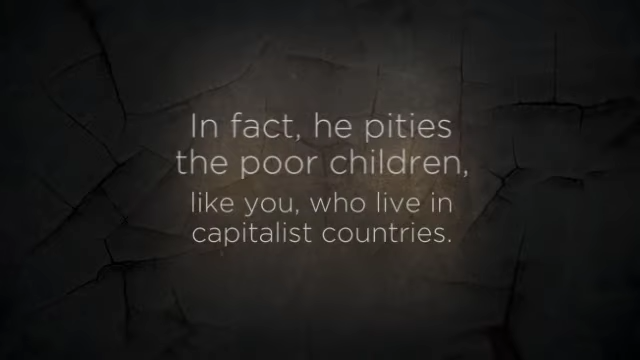 In fact, he pities
the poor children,
like you, who live in
capitalist countries.